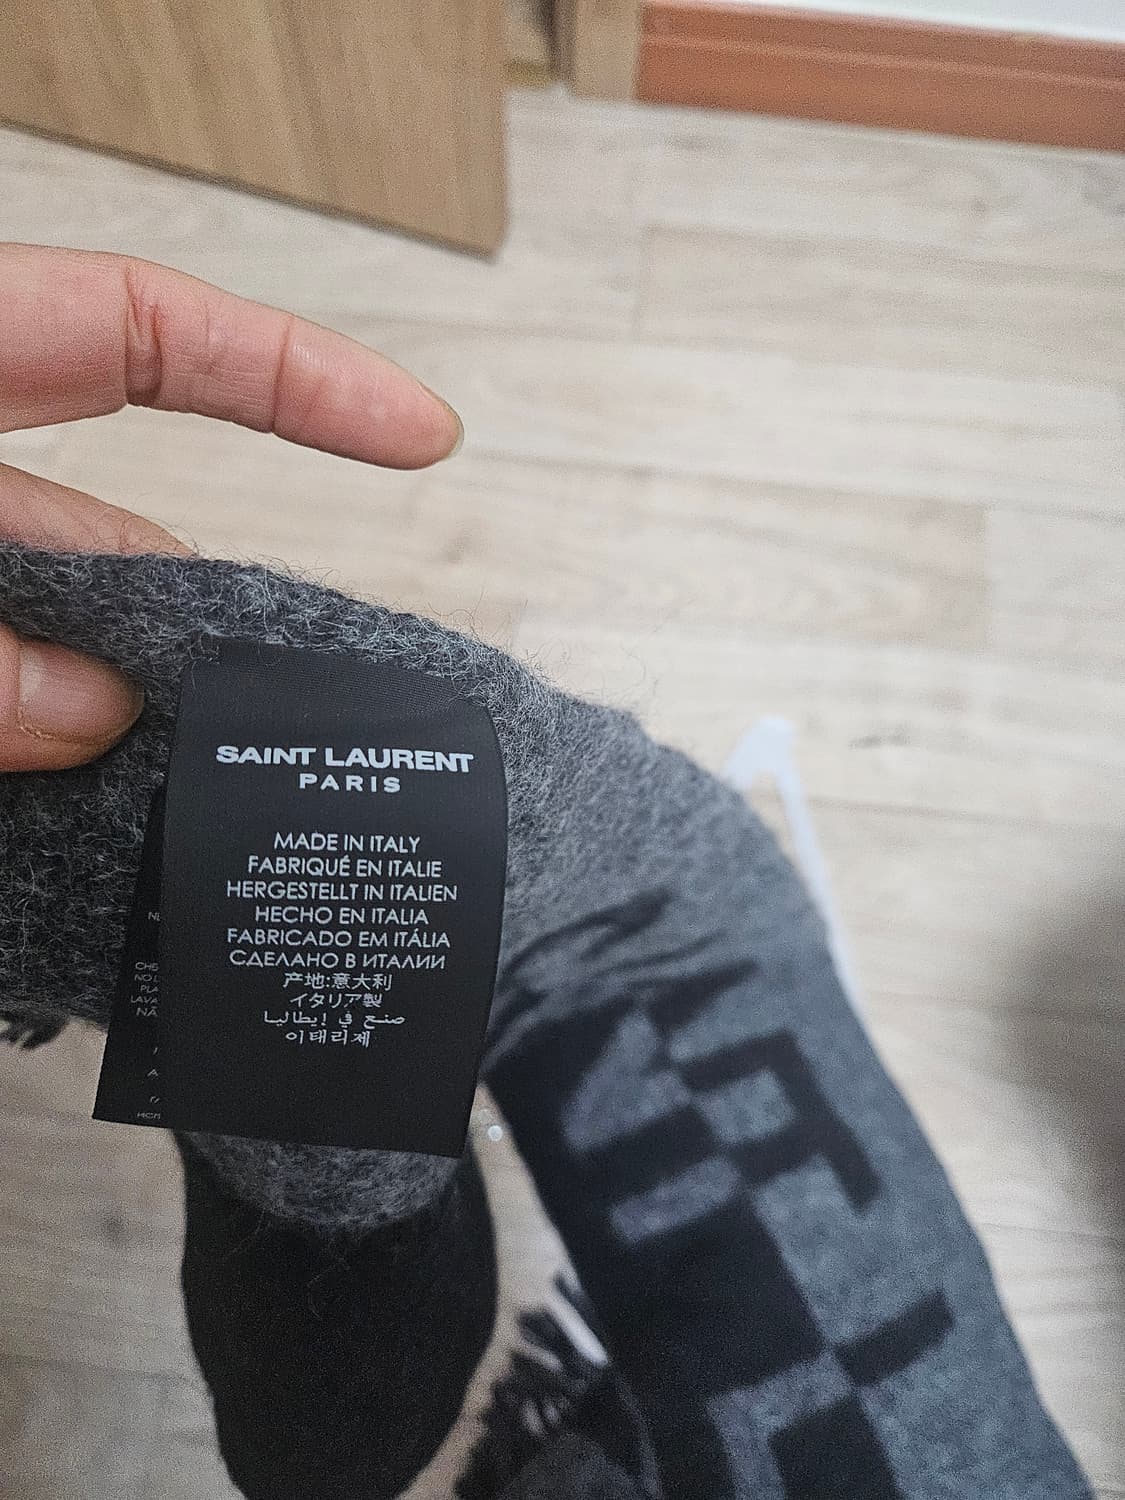 SAINT LAURENT
PARIS
MADE IN ITALY
FABRIQUÉ EN ITALIE
HERGESTELLT IN ITALIEN
HECHO EN ITALIA
FABRICADO EM ITÁLIA
СДЕЛАНО В ИТАЛИИ
产地:意大利
イタリア製
صنع في إيطاليا
이태리제